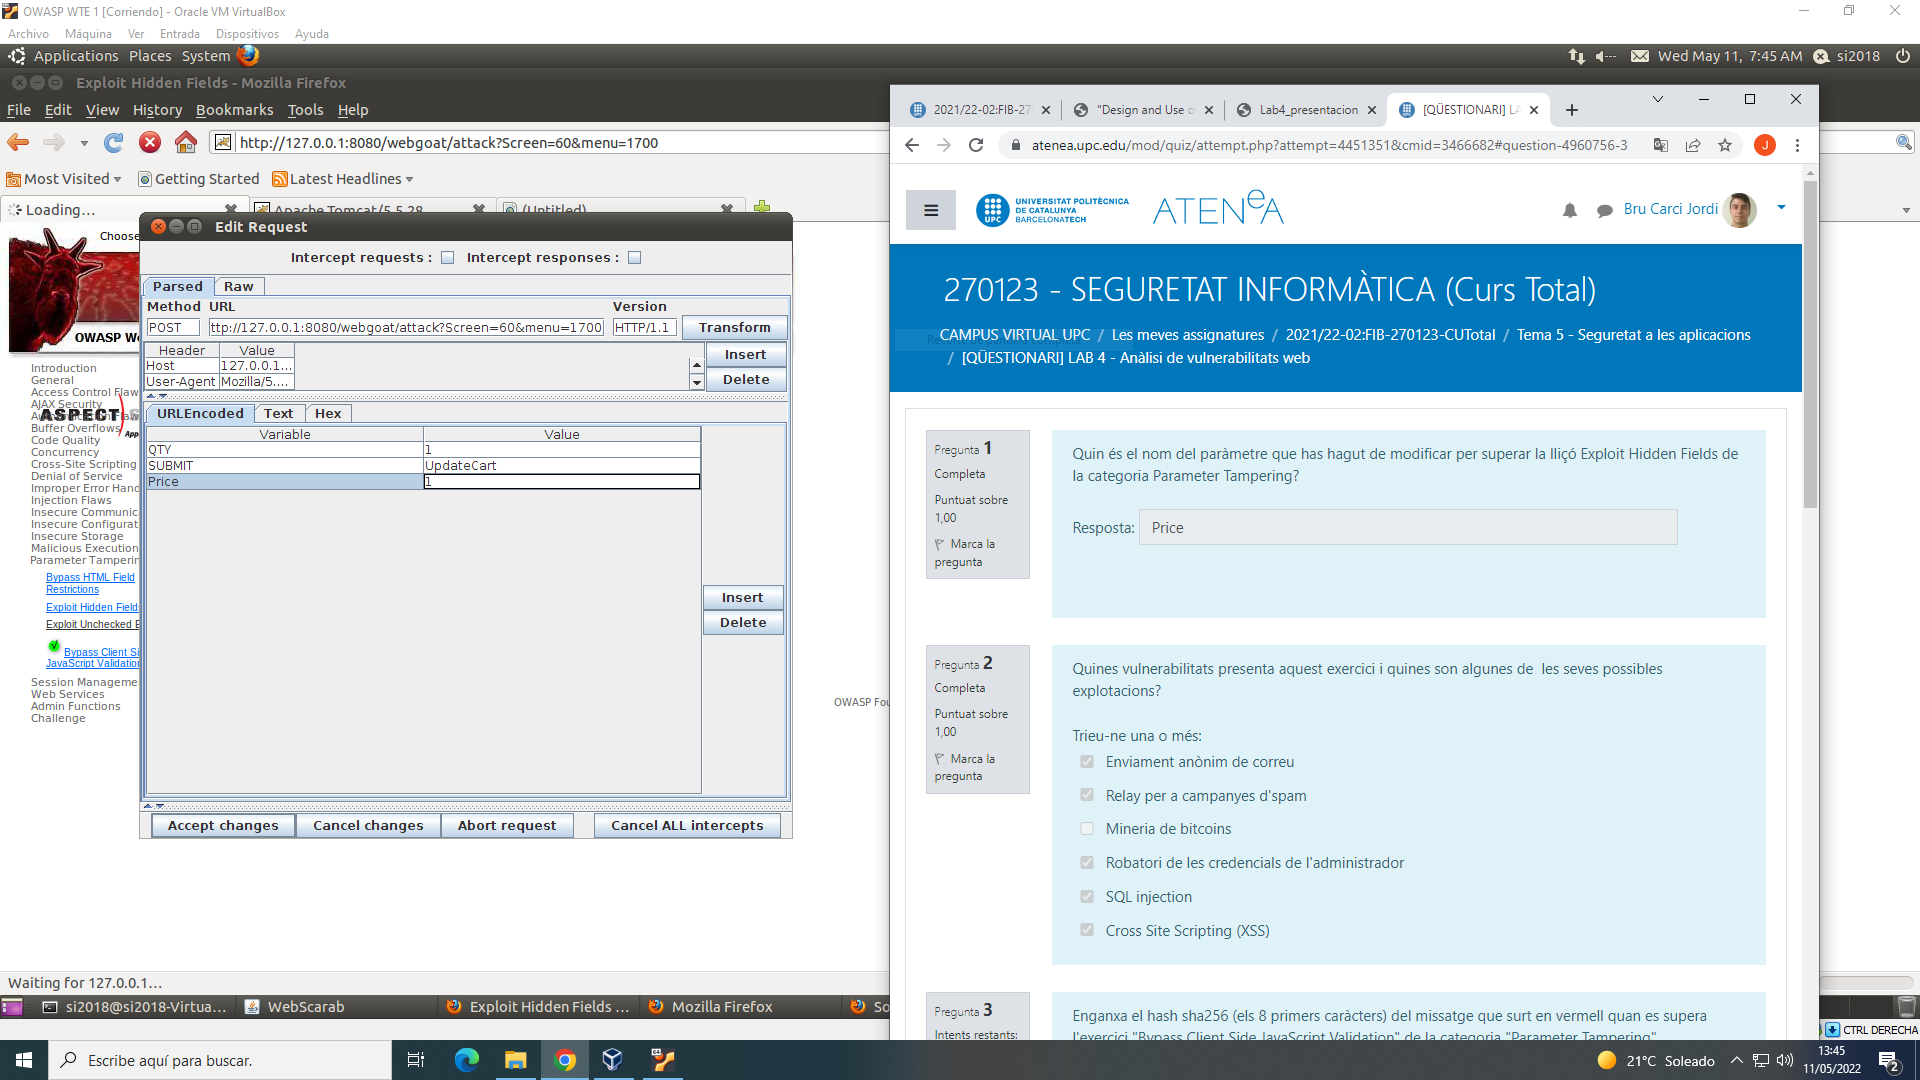 OWASP WTE 1 [Corriendo] - Oracle VM VirtualBox
Archivo Máquina Ver Entrada Dispositivos Ayuda
Applications Places System
Wed May 11, 7:45 AM si2018
Exploit Hidden Fields - Mozilla Firefox
File Edit View History Bookmarks Tools Help
http://127.0.0.1:8080/webgoat/attack?Screen=60&menu=1700
Most Visited Getting Started Latest Headlines
Loading... Apache Tomcat/5.5.28 (Untitled)
Choose
OWASP W
Introduction
General
Access Control Flaw
AJAX Security
ASPECT
Buffer Overflows
Code Quality
Concurrency
Cross-Site Scripting
Denial of Service
Improper Error Hand
Injection Flaws
Insecure Communic
Insecure Configurat
Insecure Storage
Malicious Execution
Parameter Tamperin
Bypass HTML Field
Restrictions
Exploit Hidden Field
Exploit Unchecked E
Bypass Client Si
JavaScript Validation
Session Manageme
Web Services
Admin Functions
Challenge
Edit Request
Intercept requests : Intercept responses :
Parsed Raw
Method URL Version
POST ttp://127.0.0.1:8080/webgoat/attack?Screen=60&menu=1700 HTTP/1.1 Transform
Header Value
Host 127.0.0.1...
User-Agent Mozilla/5....
Insert
Delete
URLEncoded Text Hex
Variable Value
QTY 1
SUBMIT UpdateCart
Price 1
Insert
Delete
Accept changes Cancel changes Abort request Cancel ALL intercepts
OWASP Fou
Waiting for 127.0.0.1...
si2018@si2018-Virtua... WebScarab Exploit Hidden Fields ... Mozilla Firefox So
2021/22-02:FIB-27 "Design and Use o Lab4_presentacion [QÜESTIONARI] LA
atenea.upc.edu/mod/quiz/attempt.php?attempt=4451351&cmid=3466682#question-4960756-3
J
UPC
UNIVERSITAT POLITÈCNICA
DE CATALUNYA
BARCELONATECH
ATENeA
Bru Carci Jordi
270123 - SEGURETAT INFORMÀTICA (Curs Total)
CAMPUS VIRTUAL UPC / Les meves assignatures / 2021/22-02:FIB-270123-CUTotal / Tema 5 - Seguretat a les aplicacions
/ [QÜESTIONARI] LAB 4 - Anàlisi de vulnerabilitats web
Pregunta 1
Completa
Puntuat sobre
1,00
Marca la
pregunta
Quin és el nom del paràmetre que has hagut de modificar per superar la lliçó Exploit Hidden Fields de
la categoria Parameter Tampering?
Resposta: Price
Pregunta 2
Completa
Puntuat sobre
1,00
Marca la
pregunta
Quines vulnerabilitats presenta aquest exercici i quines son algunes de les seves possibles
explotacions?
Trieu-ne una o més:
Enviament anònim de correu
Relay per a campanyes d'spam
Mineria de bitcoins
Robatori de les credencials de l'administrador
SQL injection
Cross Site Scripting (XSS)
Pregunta 3
Intents restants:
Enganxa el hash sha256 (els 8 primers caràcters) del missatge que surt en vermell quan es supera
l'exercici "Bypass Client Side JavaScript Validation" de la categoria "Parameter Tampering"
CTRL DERECHA
Escribe aquí para buscar.
21°C Soleado
13:45
11/05/2022
2